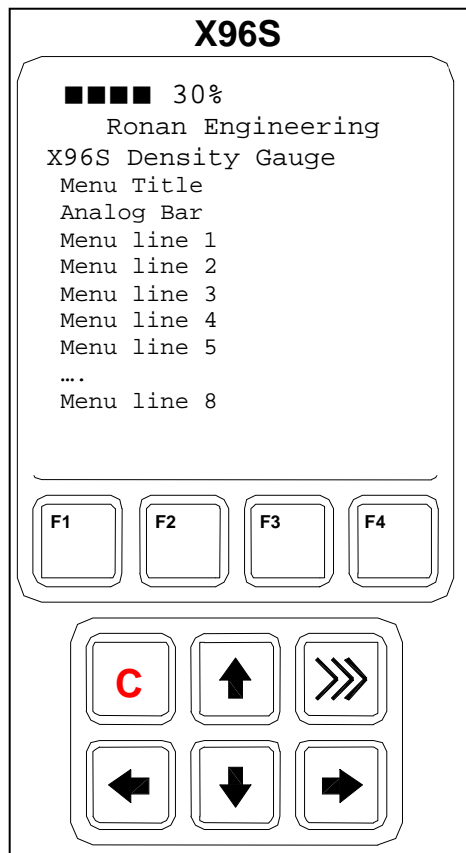 X96S
■■■■ 30%
Ronan Engineering
X96S Density Gauge
Menu Title
Analog Bar
Menu line 1
Menu line 2
Menu line 3
Menu line 4
Menu line 5
….
Menu line 8
F1 F2 F3 F4
C